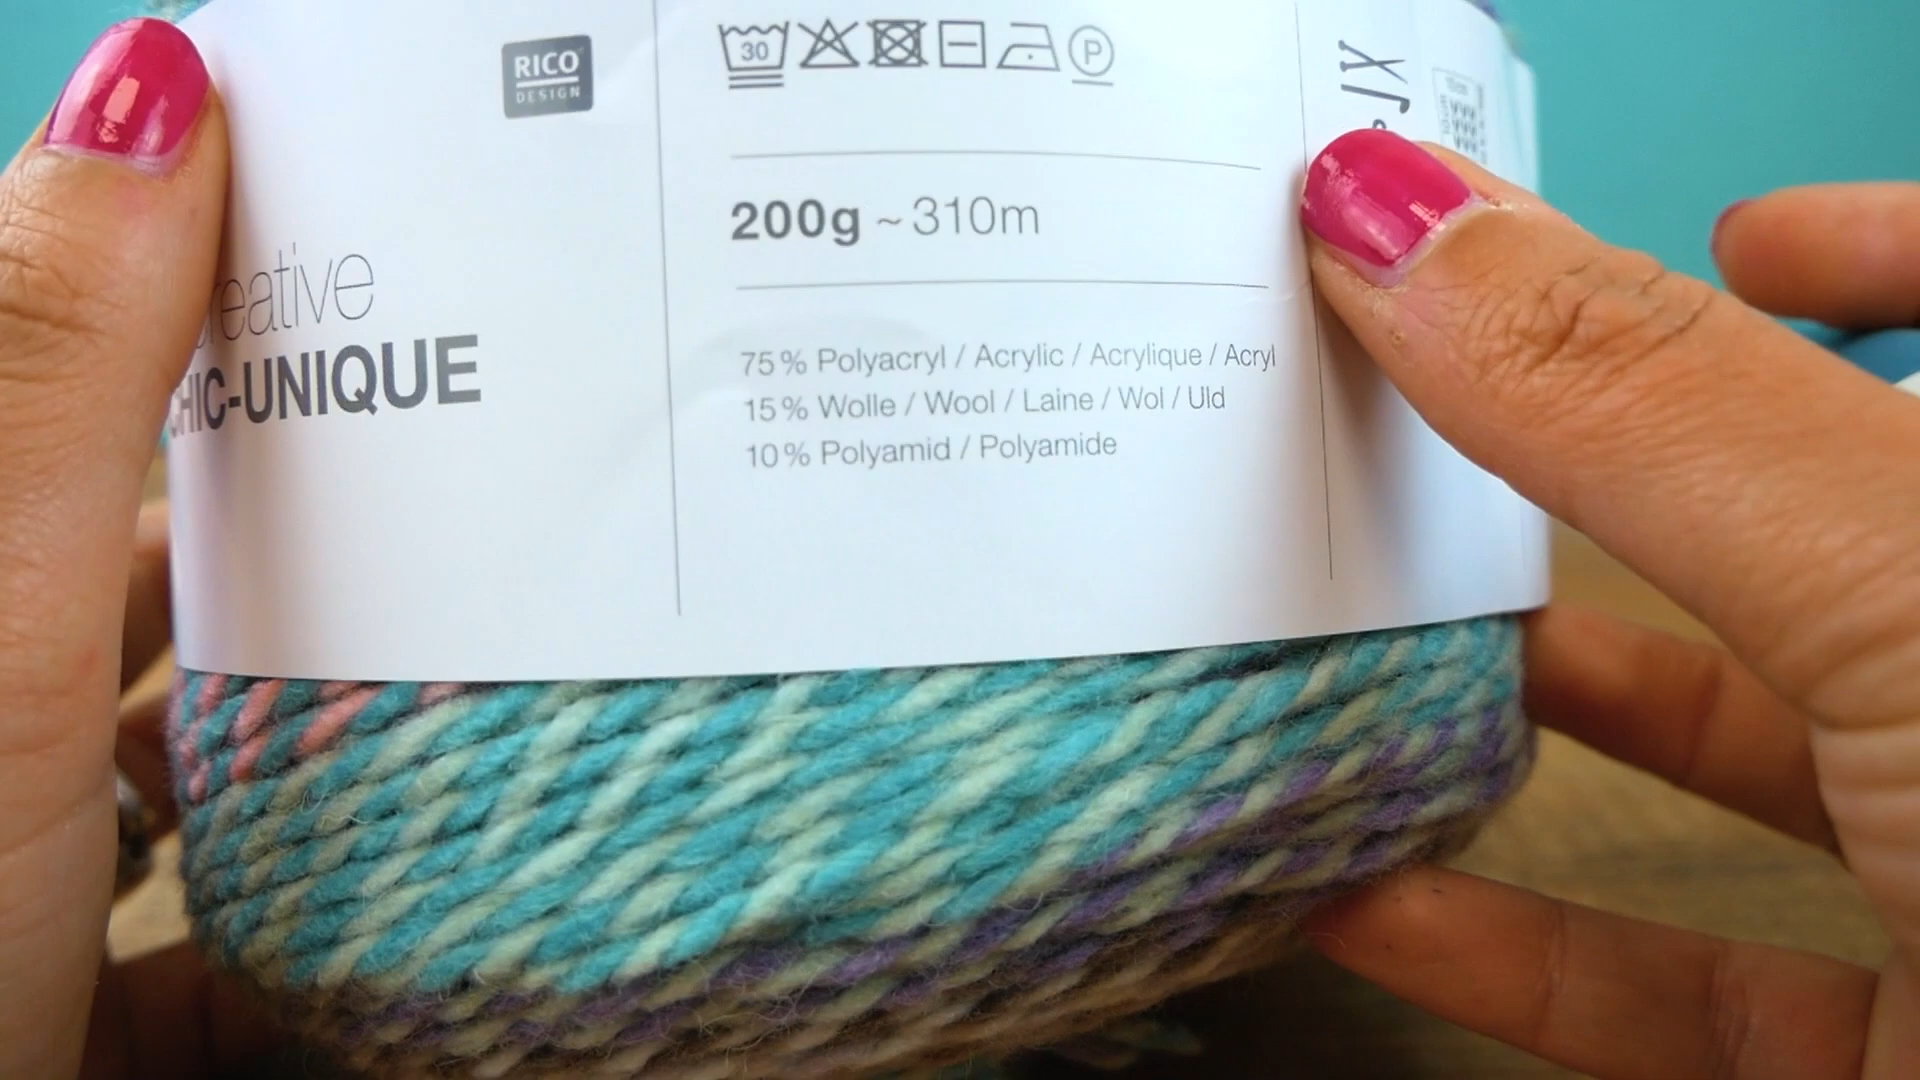 RICO
DESIGN
reative
CHIC-UNIQUE
30
P
200g ~ 310m
75% Polyacryl / Acrylic / Acrylique / Acryl
15% Wolle / Wool / Laine / Wol / Uld
10% Polyamid / Polyamide